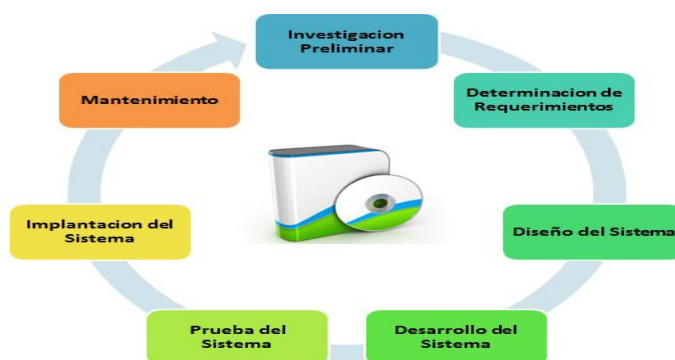 Investigacion
Preliminar
Determinacion de
Requerimientos
Diseño del Sistema
Desarrollo del
Sistema
Prueba del
Sistema
Implantacion del
Sistema
Mantenimiento